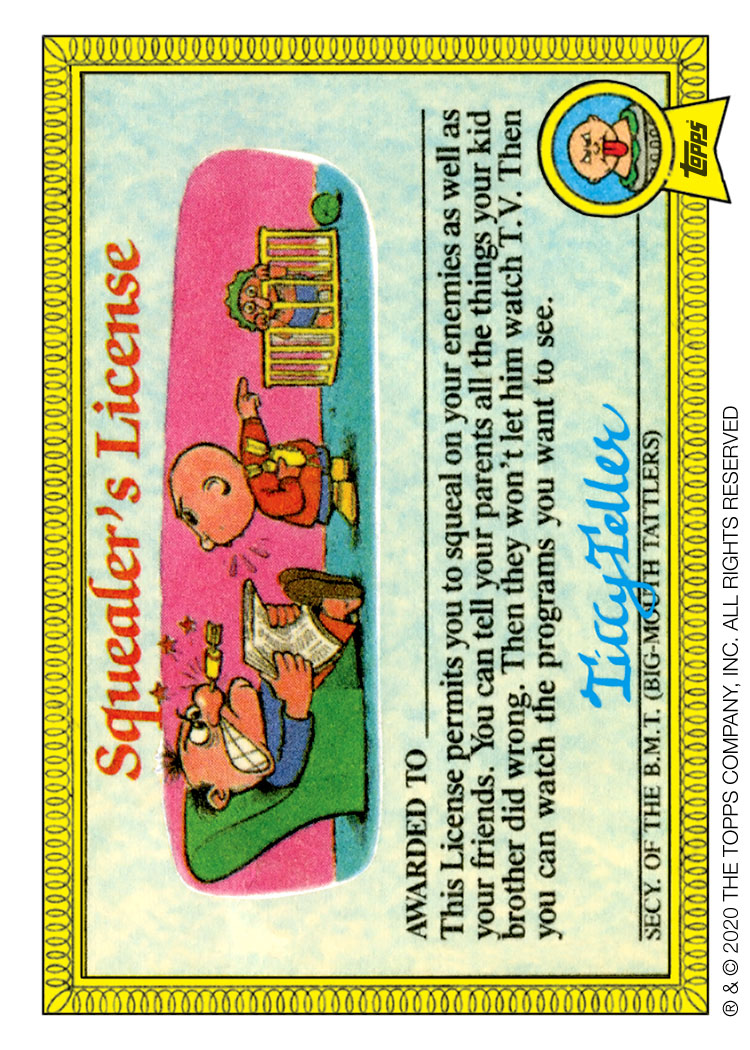 Squealer's License
AWARDED TO
This License permits you to squeal on your enemies as well as
your friends. You can tell your parents all the things your kid
brother did wrong. Then they won't let him watch T.V. Then
you can watch the programs you want to see.
Ticcy Teller
SECY. OF THE B.M.T. (BIG-MOUTH TATTLERS)
topps
® & © 2020 THE TOPPS COMPANY, INC. ALL RIGHTS RESERVED